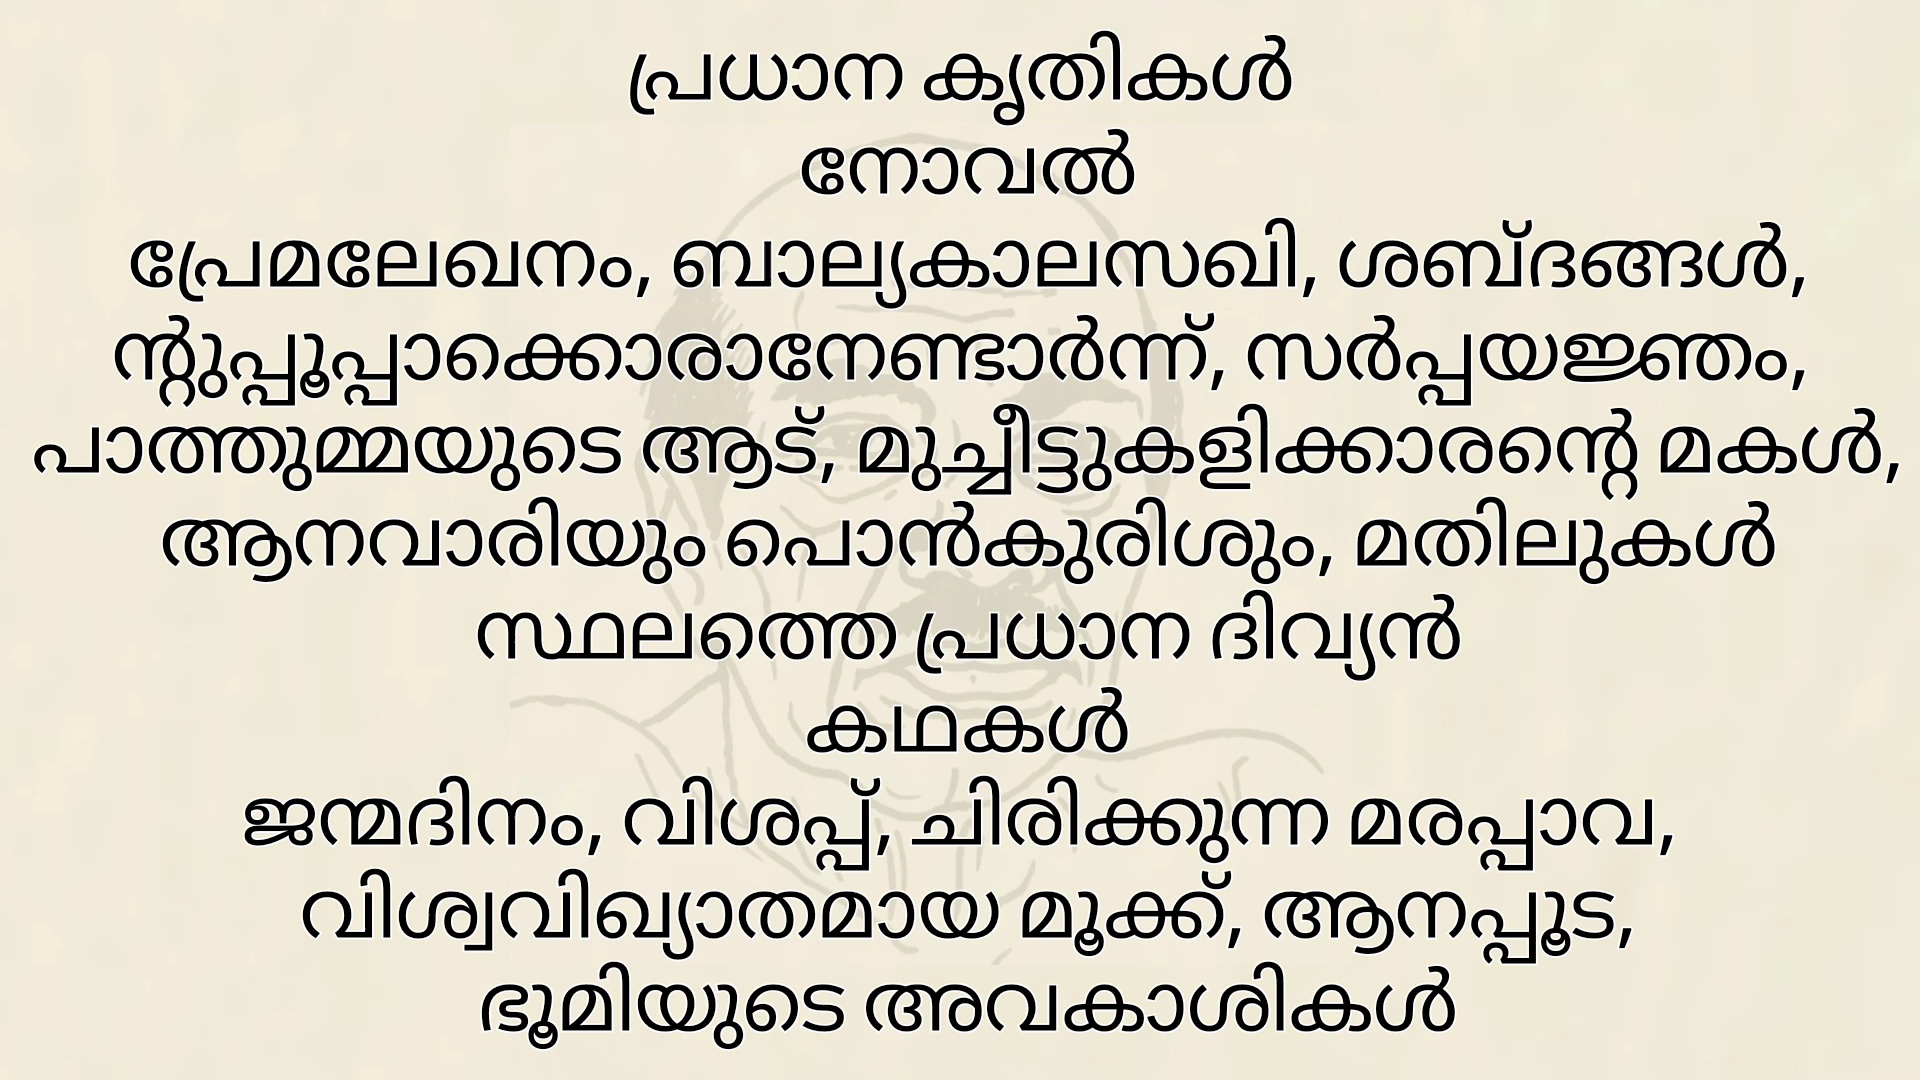 പ്രധാന കൃതികൾ
നോവൽ
പ്രേമലേഖനം, ബാല്യകാലസഖി, ശബ്ദങ്ങൾ,
ന്റുപ്പൂപ്പാക്കൊരാനേണ്ടാർന്ന്, സർപ്പയജ്ഞം,
പാത്തുമ്മയുടെ ആട്, മുച്ചീട്ടുകളിക്കാരന്റെ മകൾ,
ആനവാരിയും പൊൻകുരിശും, മതിലുകൾ
സ്ഥലത്തെ പ്രധാന ദിവ്യൻ
കഥകൾ
ജന്മദിനം, വിശപ്പ്, ചിരിക്കുന്ന മരപ്പാവ,
വിശ്വവിഖ്യാതമായ മൂക്ക്, ആനപ്പൂട,
ഭൂമിയുടെ അവകാശികൾ